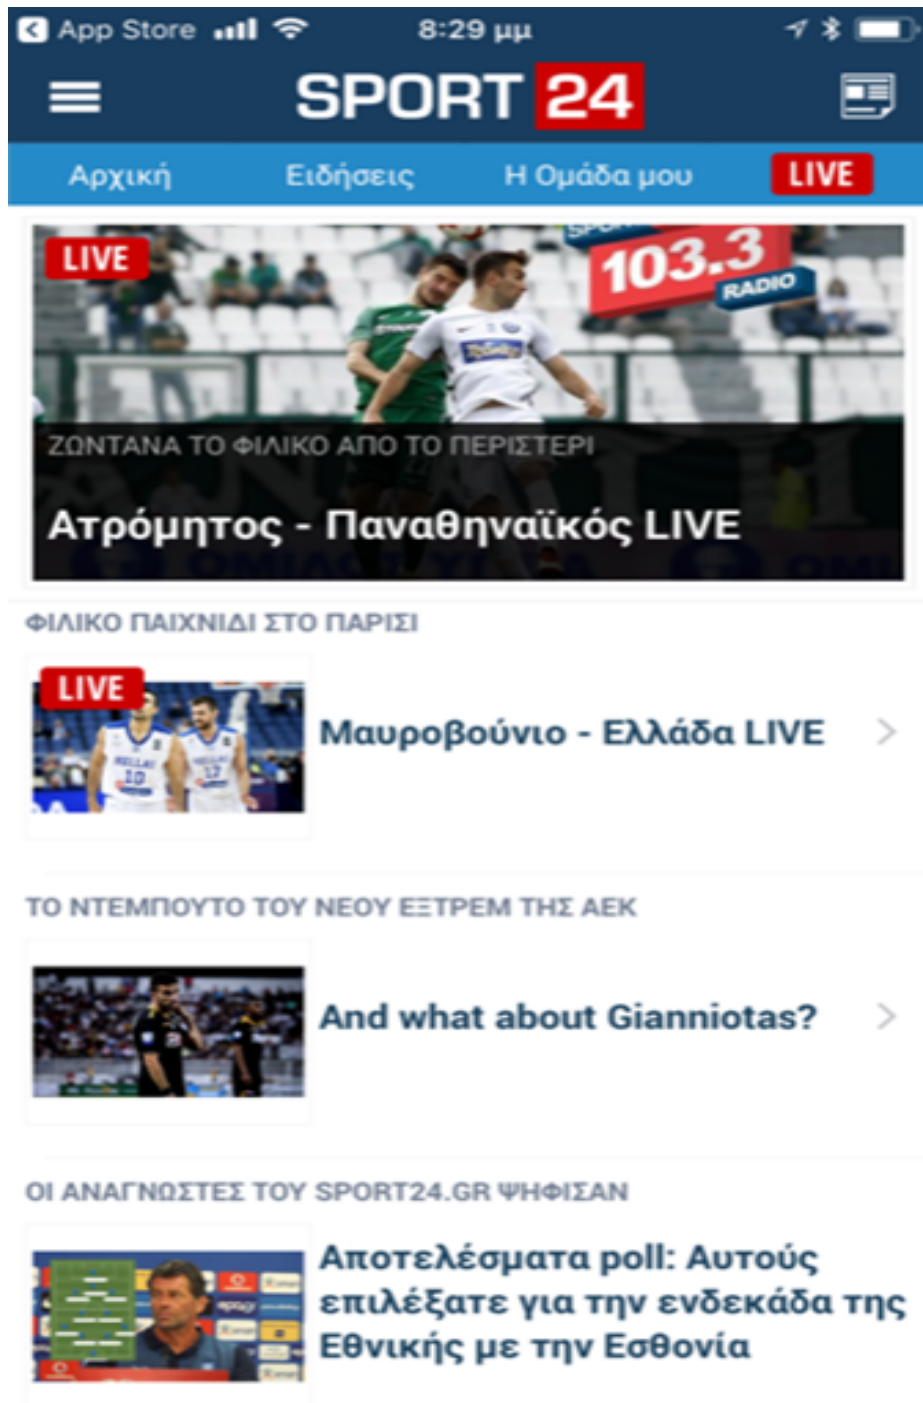 App Store
8:29 μμ
SPORT 24
Αρχική Ειδήσεις Η Ομάδα μου LIVE
LIVE
103.3
RADIO
ΖΩΝΤΑΝΑ ΤΟ ΦΙΛΙΚΟ ΑΠΟ ΤΟ ΠΕΡΙΣΤΕΡΙ
Ατρόμητος - Παναθηναϊκός LIVE
ΦΙΛΙΚΟ ΠΑΙΧΝΙΔΙ ΣΤΟ ΠΑΡΙΣΙ
LIVE
HELLAS
10
17
Μαυροβούνιο - Ελλάδα LIVE
ΤΟ ΝΤΕΜΠΟΥΤΟ ΤΟΥ ΝΕΟΥ ΕΞΤΡΕΜ ΤΗΣ ΑΕΚ
And what about Gianniotas?
ΟΙ ΑΝΑΓΝΩΣΤΕΣ ΤΟΥ SPORT24.GR ΨΗΦΙΣΑΝ
Αποτελέσματα poll: Αυτούς
επιλέξατε για την ενδεκάδα της
Εθνικής με την Εσθονία